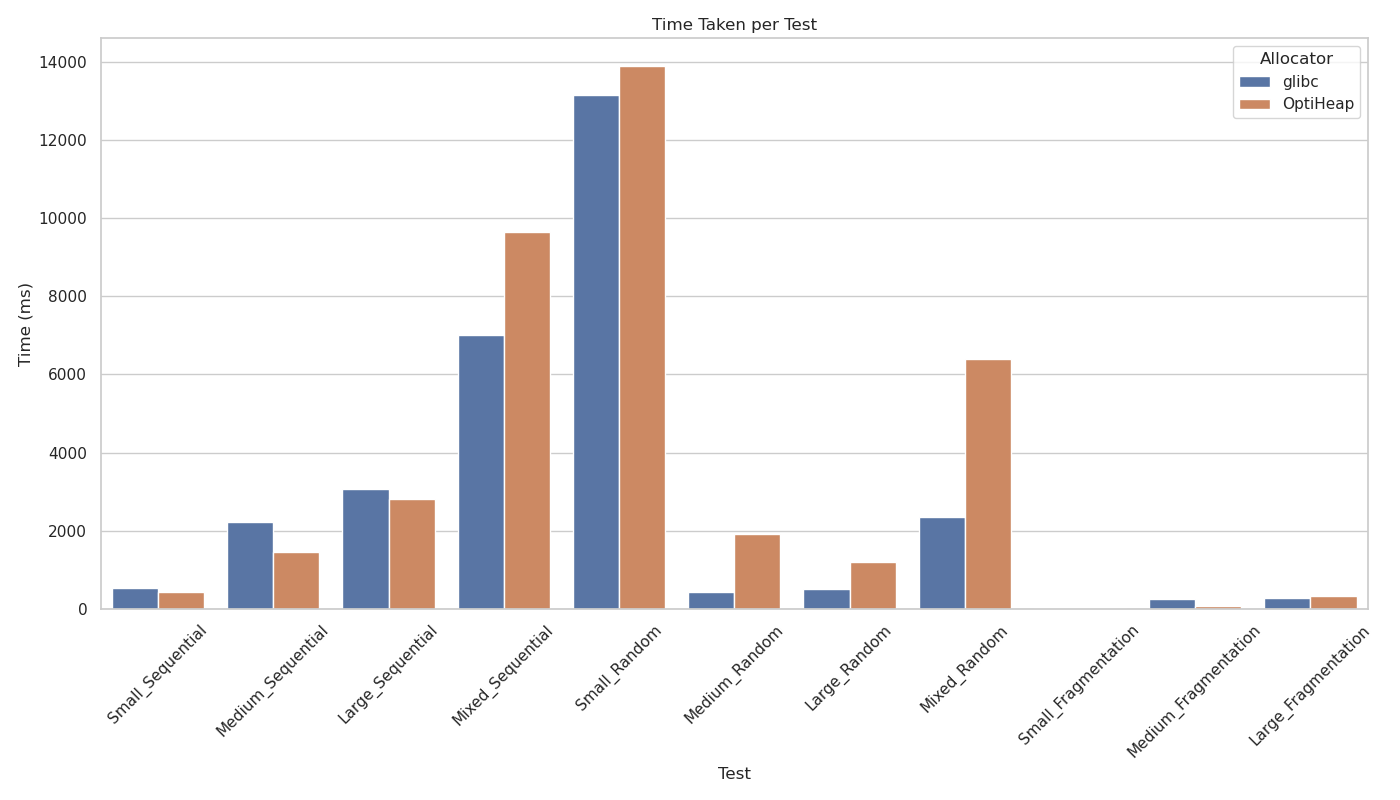 Time Taken per Test
Allocator
glibc
OptiHeap
Time (ms)
14000
12000
10000
8000
6000
4000
2000
0
Small_Sequential
Medium_Sequential
Large_Sequential
Mixed_Sequential
Small_Random
Medium_Random
Large_Random
Mixed_Random
Small_Fragmentation
Medium_Fragmentation
Large_Fragmentation
Test